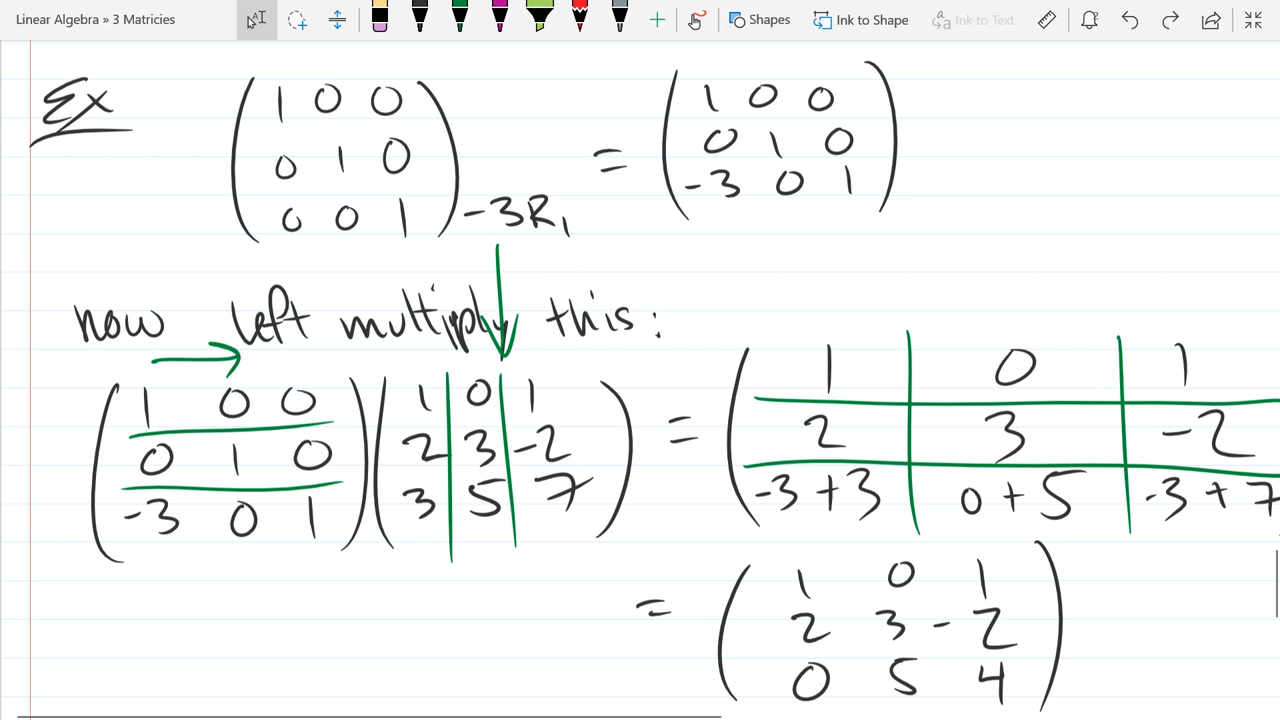 Linear Algebra » 3 Matricies
Shapes Ink to Shape Ink to Text
Ex
1 0 0
0 1 0
0 0 1 -3R₁
=
1 0 0
0 1 0
-3 0 1
now left multiply this:
1 0 0
0 1 0
-3 0 1
1 0 1
2 3 -2
3 5 7
=
1 0 1
2 3 -2
-3+3 0+5 -3+7
=
1 0 1
2 3 -2
0 5 4